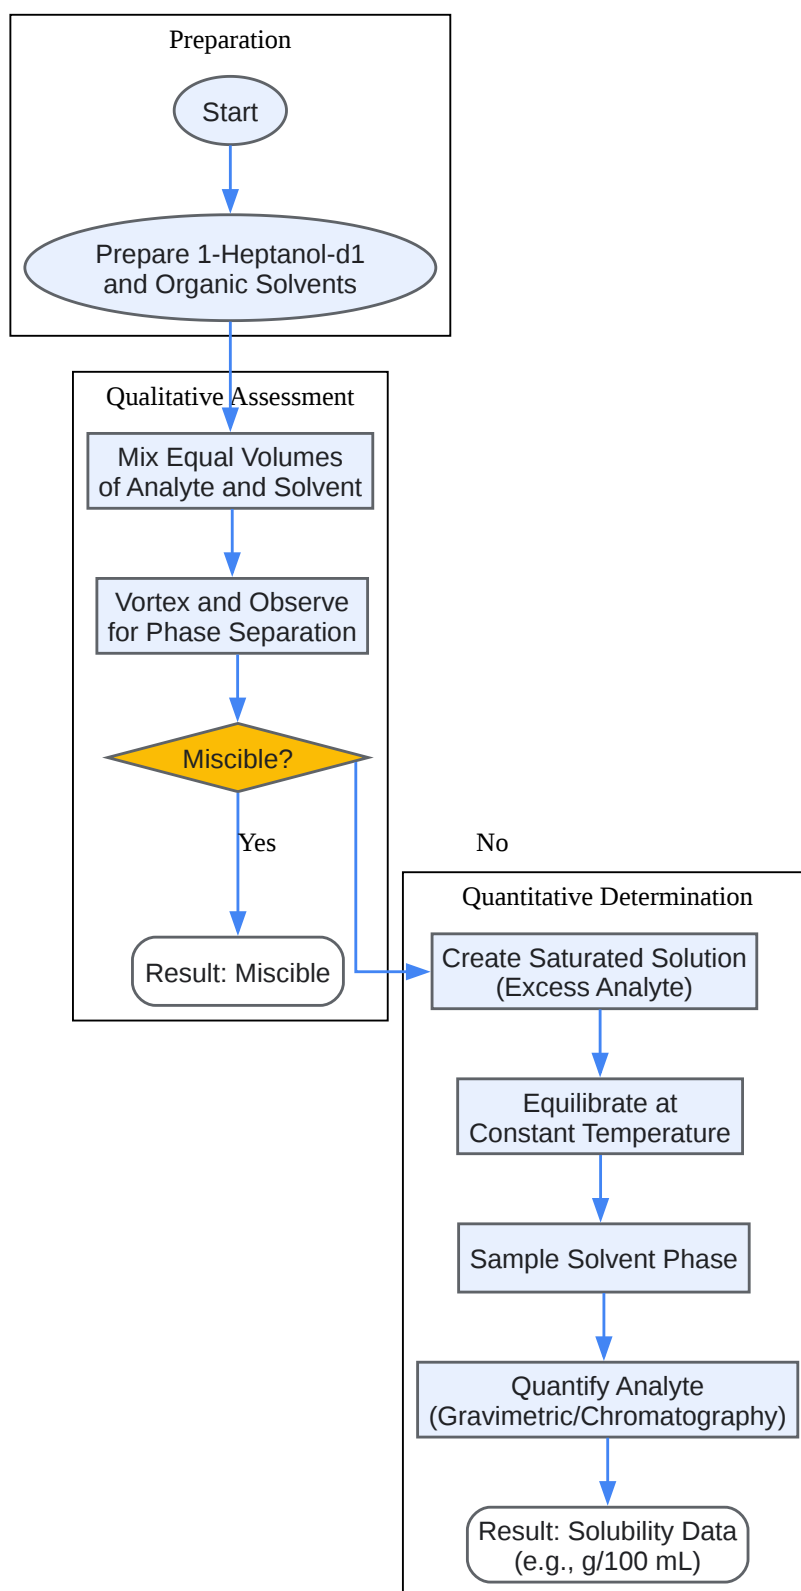 Preparation
Start
Prepare 1-Heptanol-d1
and Organic Solvents
Qualitative Assessment
Mix Equal Volumes
of Analyte and Solvent
Vortex and Observe
for Phase Separation
Miscible?
Yes
No
Result: Miscible
Quantitative Determination
Create Saturated Solution
(Excess Analyte)
Equilibrate at
Constant Temperature
Sample Solvent Phase
Quantify Analyte
(Gravimetric/Chromatography)
Result: Solubility Data
(e.g., g/100 mL)